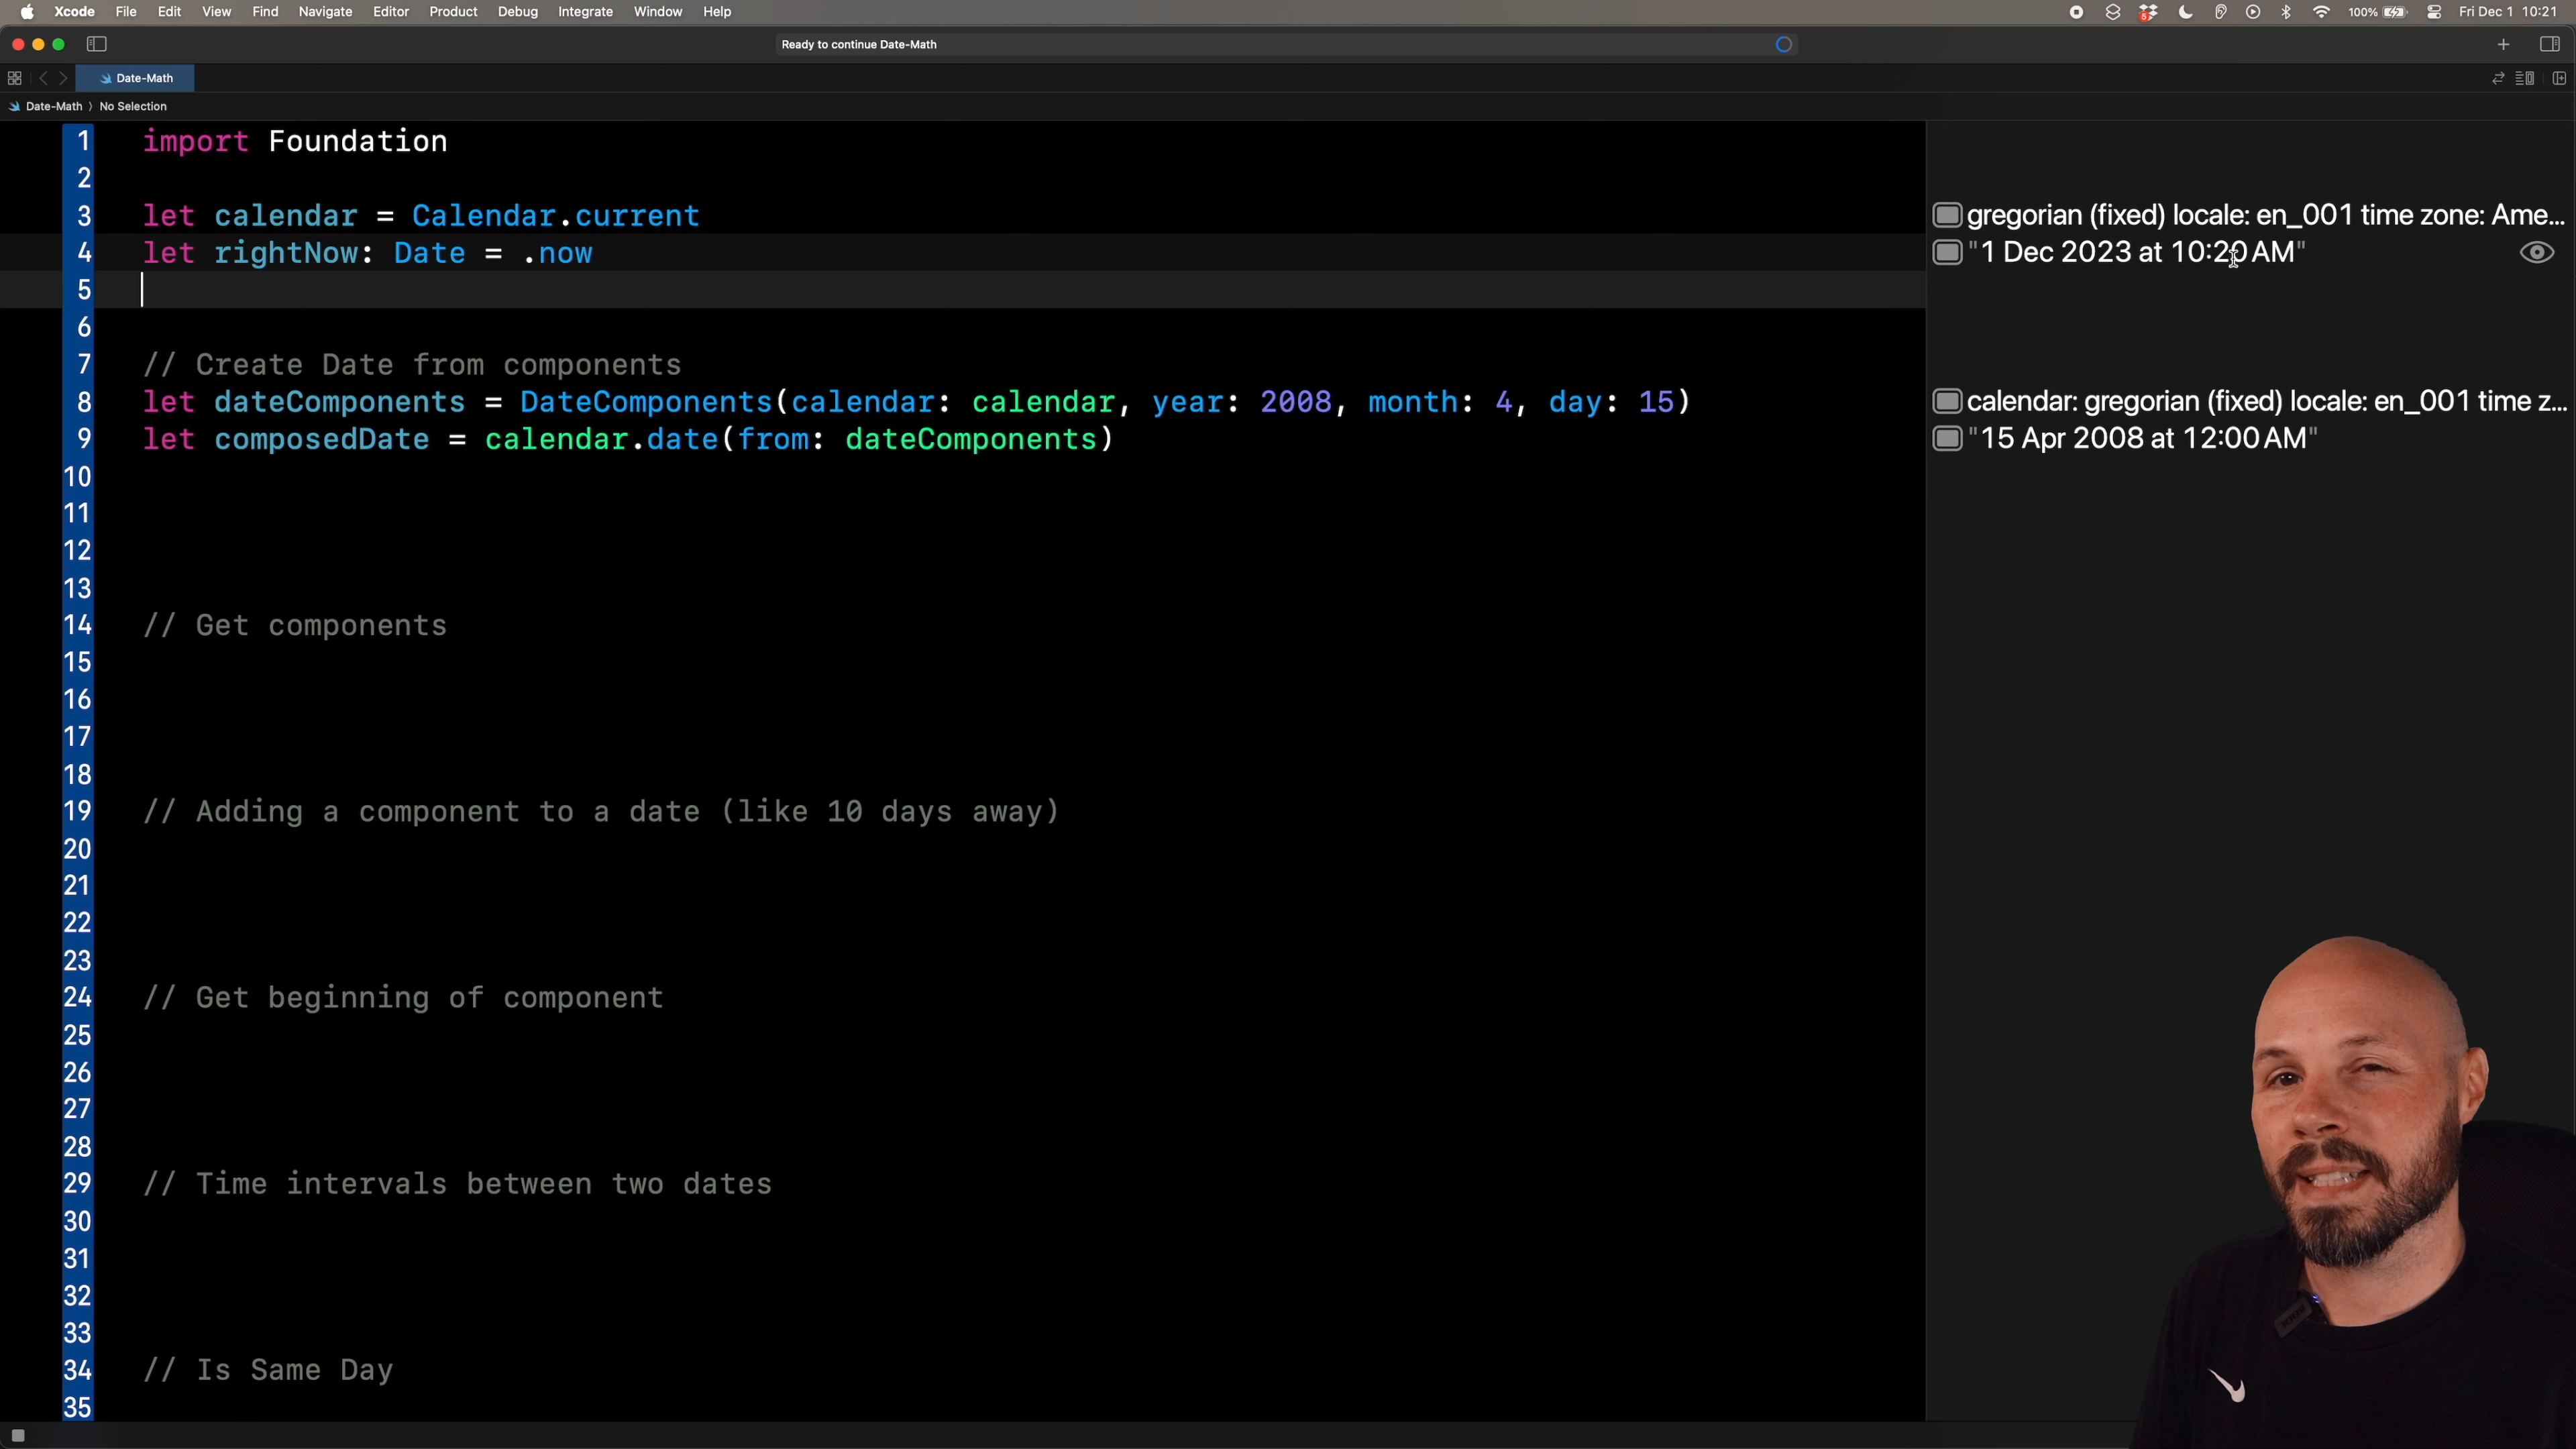 Xcode File Edit View Find Navigate Editor Product Debug Integrate Window Help
5 100% Fri Dec 1 10:21
Ready to continue Date-Math
Date-Math
Date-Math 〉 No Selection
1 import Foundation
2
3 let calendar = Calendar.current
gregorian (fixed) locale: en_001 time zone: Ame...
4 let rightNow: Date = .now
"1 Dec 2023 at 10:20 AM"
5
6
7 // Create Date from components
8 let dateComponents = DateComponents(calendar: calendar, year: 2008, month: 4, day: 15)
calendar: gregorian (fixed) locale: en_001 time z...
9 let composedDate = calendar.date(from: dateComponents)
"15 Apr 2008 at 12:00 AM"
10
11
12
13
14 // Get components
15
16
17
18
19 // Adding a component to a date (like 10 days away)
20
21
22
23
24 // Get beginning of component
25
26
27
28
29 // Time intervals between two dates
30
31
32
33
34 // Is Same Day
35